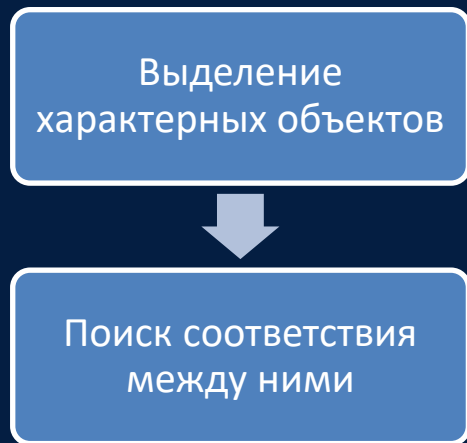 Выделение
характерных объектов
Поиск соответствия
между ними